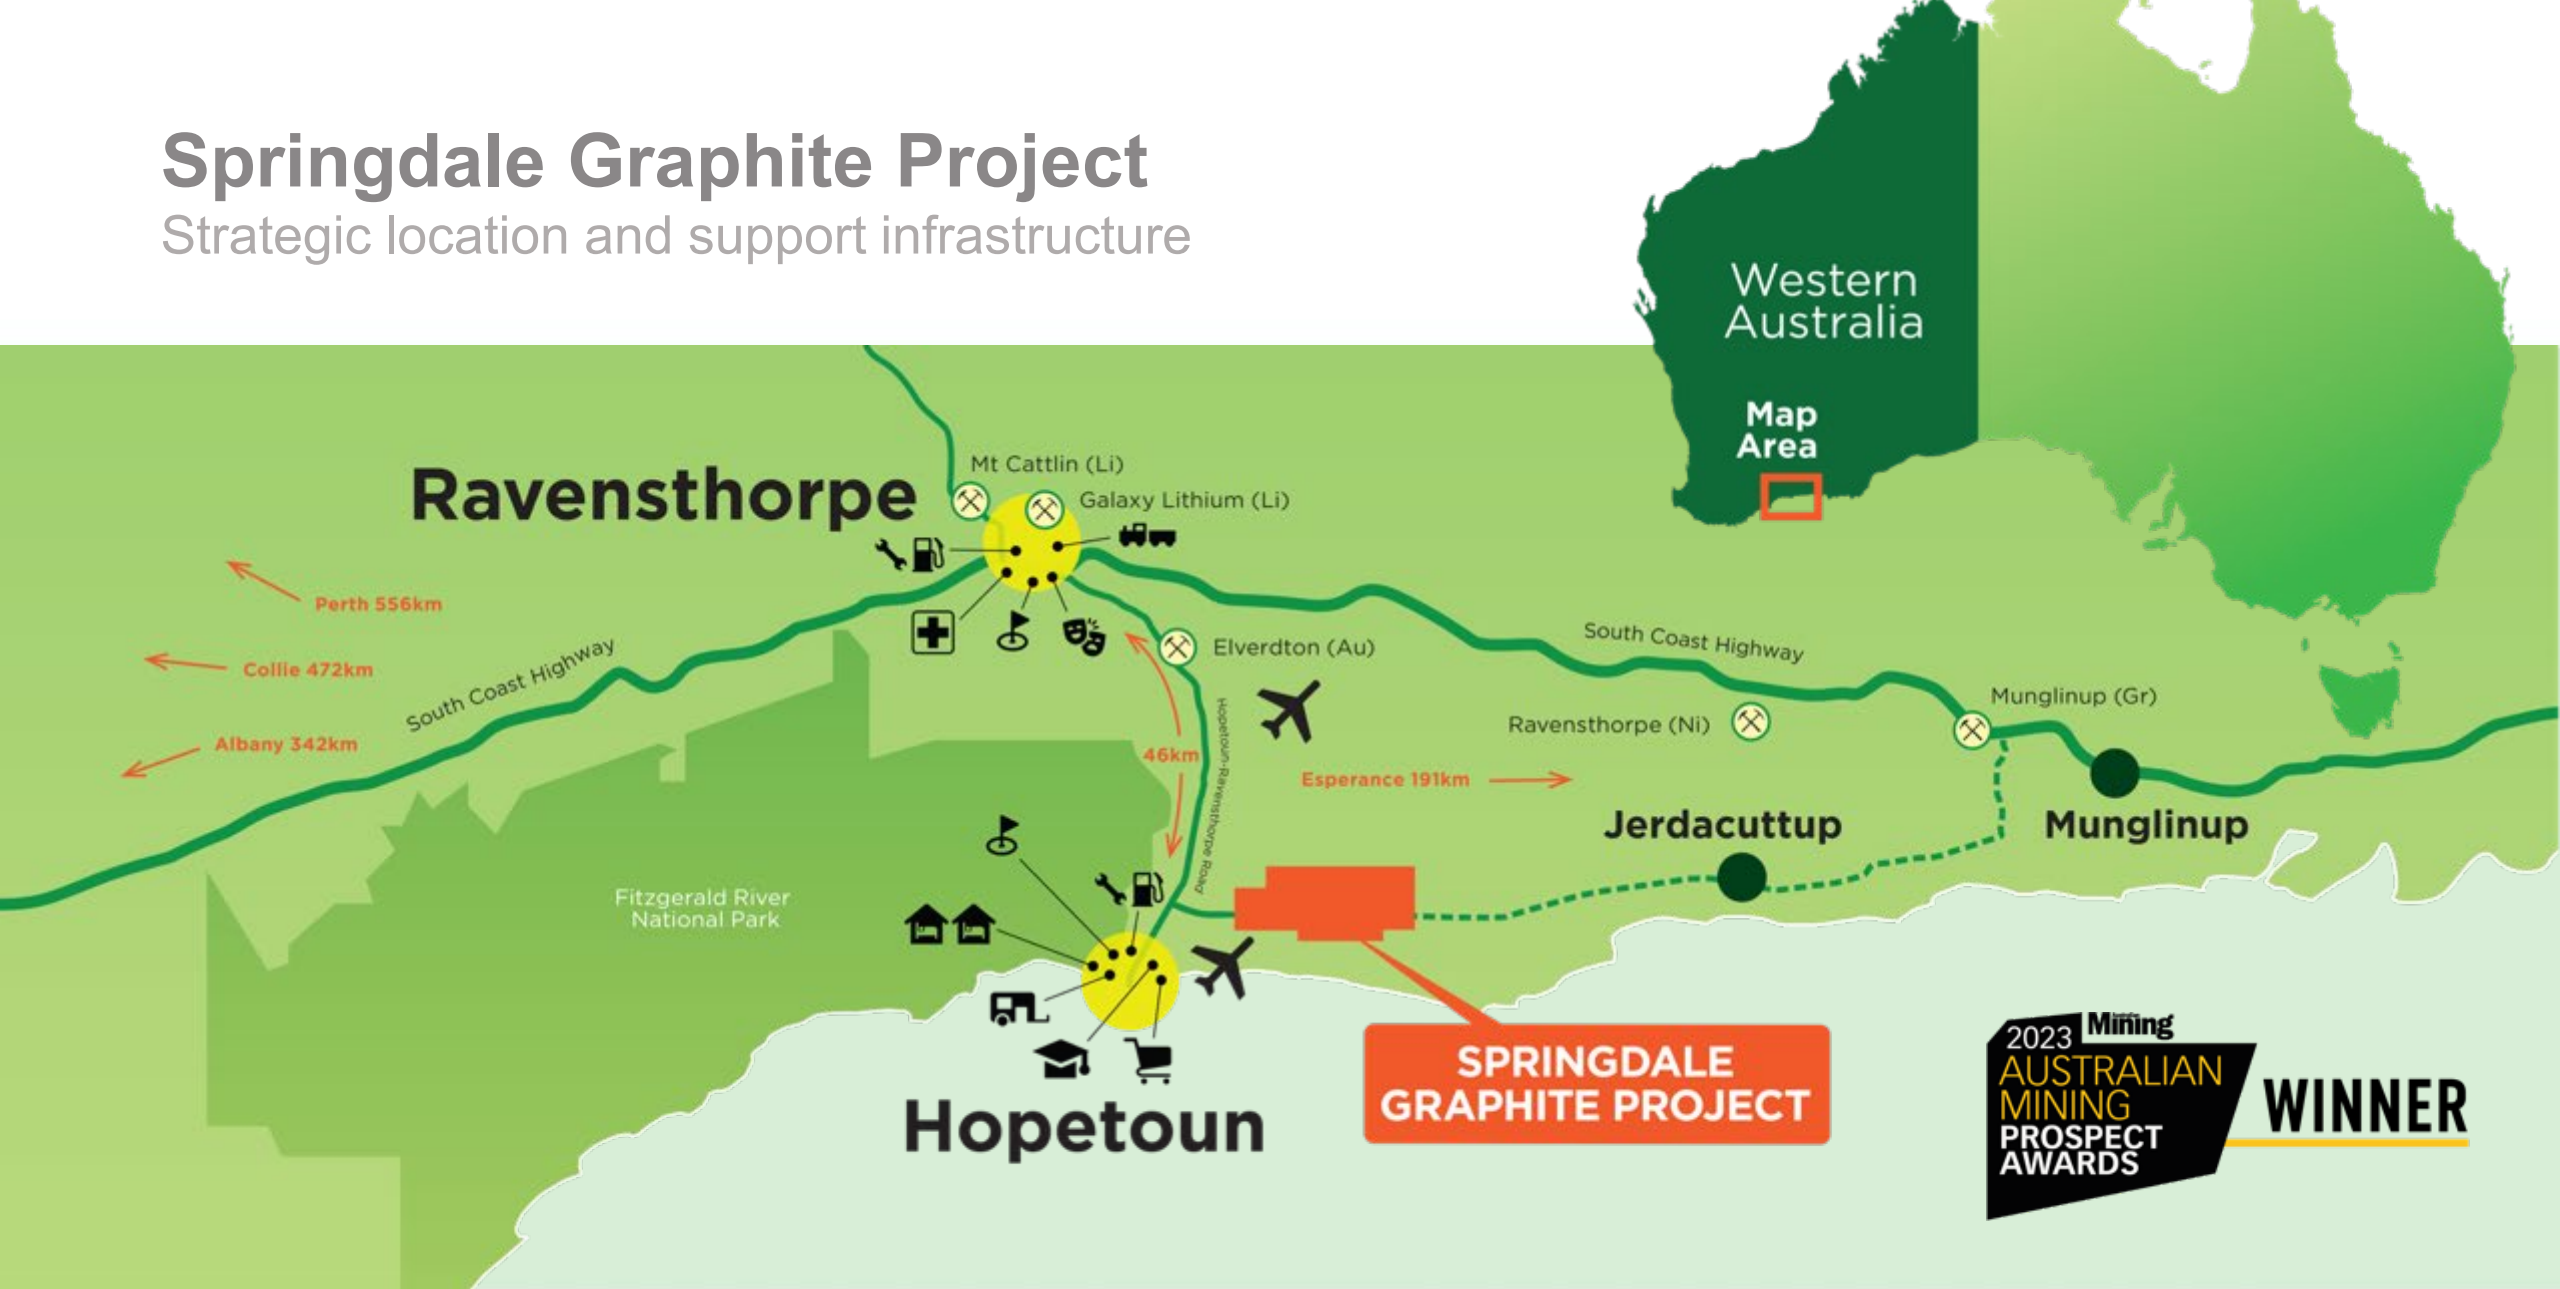 Springdale Graphite Project
Strategic location and support infrastructure
Western
Australia
Map
Area
Mt Cattlin (Li)
Ravensthorpe
Galaxy Lithium (Li)
Perth 556km
Collie 472km
Albany 342km
South Coast Highway
Elverdton (Au)
South Coast Highway
Munglinup (Gr)
Ravensthorpe (Ni)
Hopetoun-Ravensthorpe Road
46km
Esperance 191km
Jerdacuttup
Munglinup
Fitzgerald River
National Park
SPRINGDALE
GRAPHITE PROJECT
Hopetoun
2023 Mining
AUSTRALIAN
MINING
PROSPECT
AWARDS
WINNER